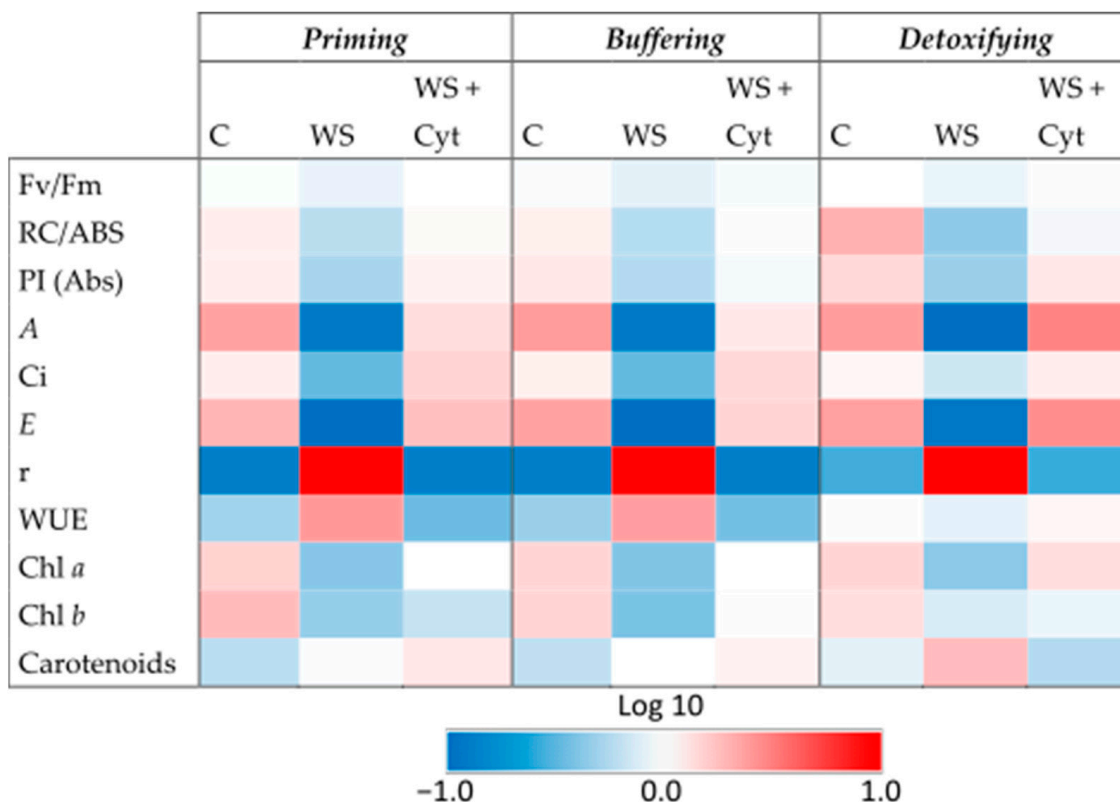 Priming Buffering Detoxifying
WS + WS + WS +
C WS Cyt C WS Cyt C WS Cyt
Fv/Fm
RC/ABS
PI (Abs)
A
Ci
E
r
WUE
Chl a
Chl b
Carotenoids
Log 10
−1.0 0.0 1.0